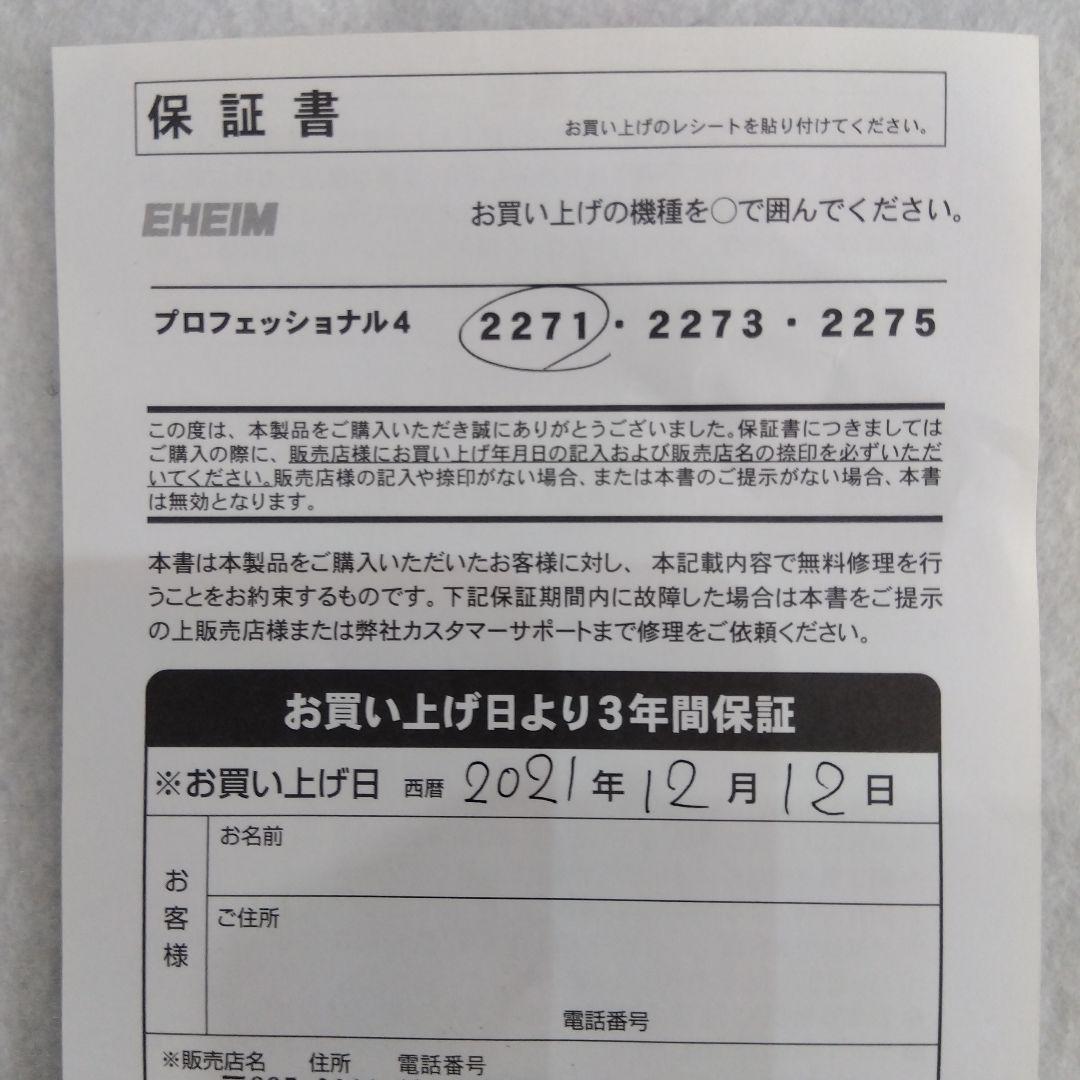 保証書
お買い上げのレシートを貼り付けてください。
EHEIM
お買い上げの機種を○で囲んでください。
プロフェッショナル4 2271・2273・2275
この度は、本製品をご購入いただき誠にありがとうございました。保証書につきましては
ご購入の際に、販売店様にお買い上げ年月日の記入および販売店名の捺印を必ずいただ
いてください。販売店様の記入や捺印がない場合、または本書のご提示がない場合、本書
は無効となります。
本書は本製品をご購入いただいたお客様に対し、本記載内容で無料修理を行
うことをお約束するものです。下記保証期間内に故障した場合は本書をご提示
の上販売店様または弊社カスタマーサポートまで修理をご依頼ください。
お買い上げ日より3年間保証
※お買い上げ日 西暦 2021年12月12日
お客様
お名前
ご住所
電話番号
※販売店名 住所 電話番号